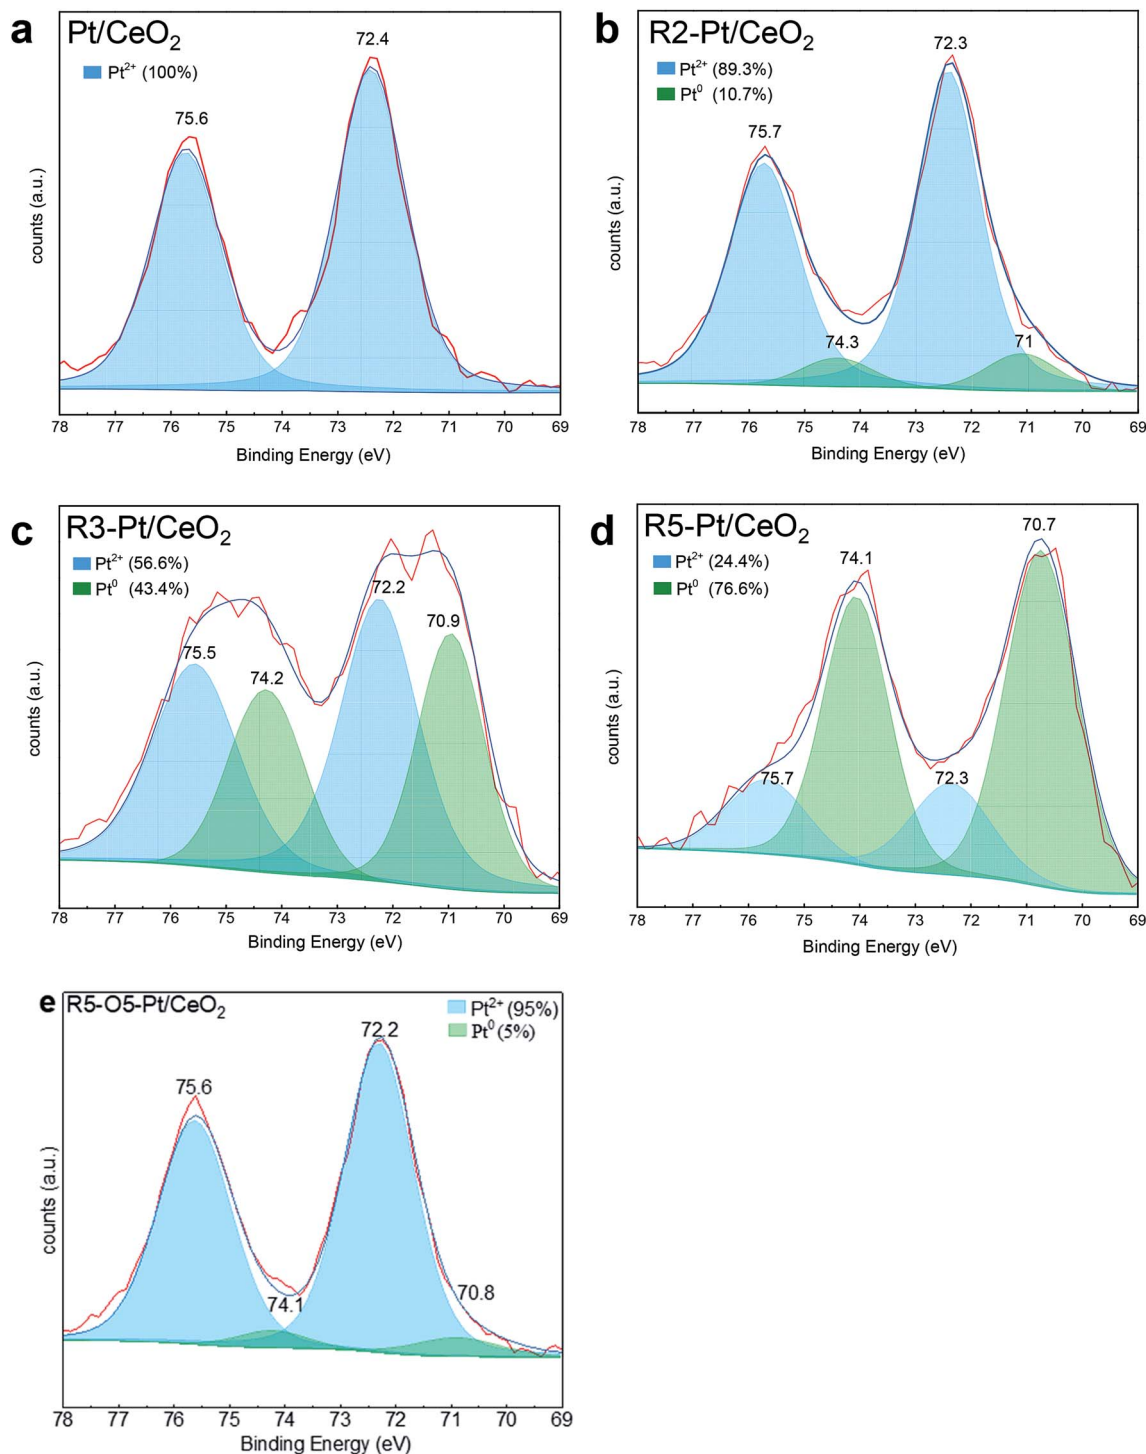 a Pt/CeO₂
Pt²⁺ (100%)
75.6
72.4
counts (a.u.)
78 77 76 75 74 73 72 71 70 69
Binding Energy (eV)
b R2-Pt/CeO₂
Pt²⁺ (89.3%)
Pt⁰ (10.7%)
75.7
72.3
74.3
71
counts (a.u.)
78 77 76 75 74 73 72 71 70 69
Binding Energy (eV)
c R3-Pt/CeO₂
Pt²⁺ (56.6%)
Pt⁰ (43.4%)
75.5
74.2
72.2
70.9
counts (a.u.)
78 77 76 75 74 73 72 71 70 69
Binding Energy (eV)
d R5-Pt/CeO₂
Pt²⁺ (24.4%)
Pt⁰ (76.6%)
75.7
74.1
72.3
70.7
counts (a.u.)
78 77 76 75 74 73 72 71 70 69
Binding Energy (eV)
e R5-O5-Pt/CeO₂
Pt²⁺ (95%)
Pt⁰ (5%)
75.6
72.2
74.1
70.8
counts (a.u.)
78 77 76 75 74 73 72 71 70 69
Binding Energy (eV)